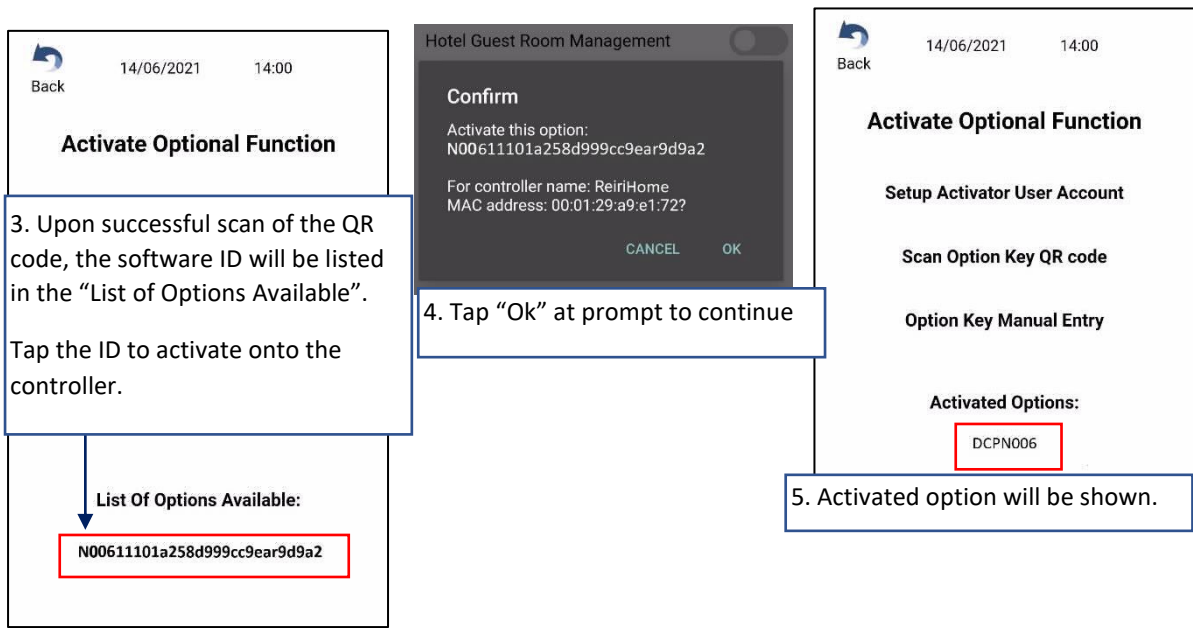 14/06/2021 14:00
Back
Activate Optional Function
3. Upon successful scan of the QR
code, the software ID will be listed
in the “List of Options Available”.
Tap the ID to activate onto the
controller.
List Of Options Available:
N00611101a258d999cc9ear9d9a2
Hotel Guest Room Management
Confirm
Activate this option:
N00611101a258d999cc9ear9d9a2
For controller name: ReiriHome
MAC address: 00:01:29:a9:e1:72?
CANCEL OK
4. Tap “Ok” at prompt to continue
14/06/2021 14:00
Back
Activate Optional Function
Setup Activator User Account
Scan Option Key QR code
Option Key Manual Entry
Activated Options:
DCPN006
5. Activated option will be shown.